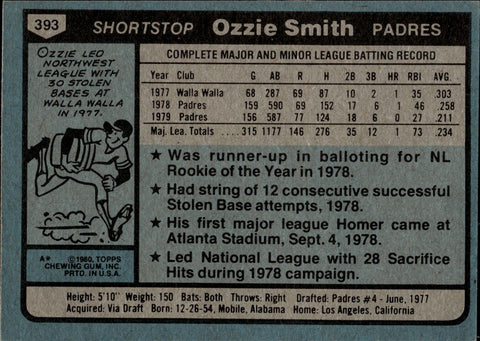 393 SHORTSTOP Ozzie Smith PADRES
OZZIE LED
NORTHWEST
LEAGUE WITH
30 STOLEN
BASES AT
WALLA WALLA
IN 1977.
COMPLETE MAJOR AND MINOR LEAGUE BATTING RECORD
Year Club G AB R H 2B 3B HR RBI AVG.
1977 Walla Walla 68 287 69 87 10 2 1 35 .303
1978 Padres 159 590 69 152 17 6 1 46 .258
1979 Padres 156 587 77 124 18 6 0 27 .211
Maj. Lea. Totals 315 1177 146 276 35 12 1 73 .234
★ Was runner-up in balloting for NL
Rookie of the Year in 1978.
★ Had string of 12 consecutive successful
Stolen Base attempts, 1978.
★ His first major league Homer came at
Atlanta Stadium, Sept. 4, 1978.
★ Led National League with 28 Sacrifice
Hits during 1978 campaign.
A* ©1980, TOPPS
CHEWING GUM, INC.
PRTD. IN U.S.A.
Height: 5'10" Weight: 150 Bats: Both Throws: Right Drafted: Padres #4 - June, 1977
Acquired: Via Draft Born: 12-26-54, Mobile, Alabama Home: Los Angeles, California